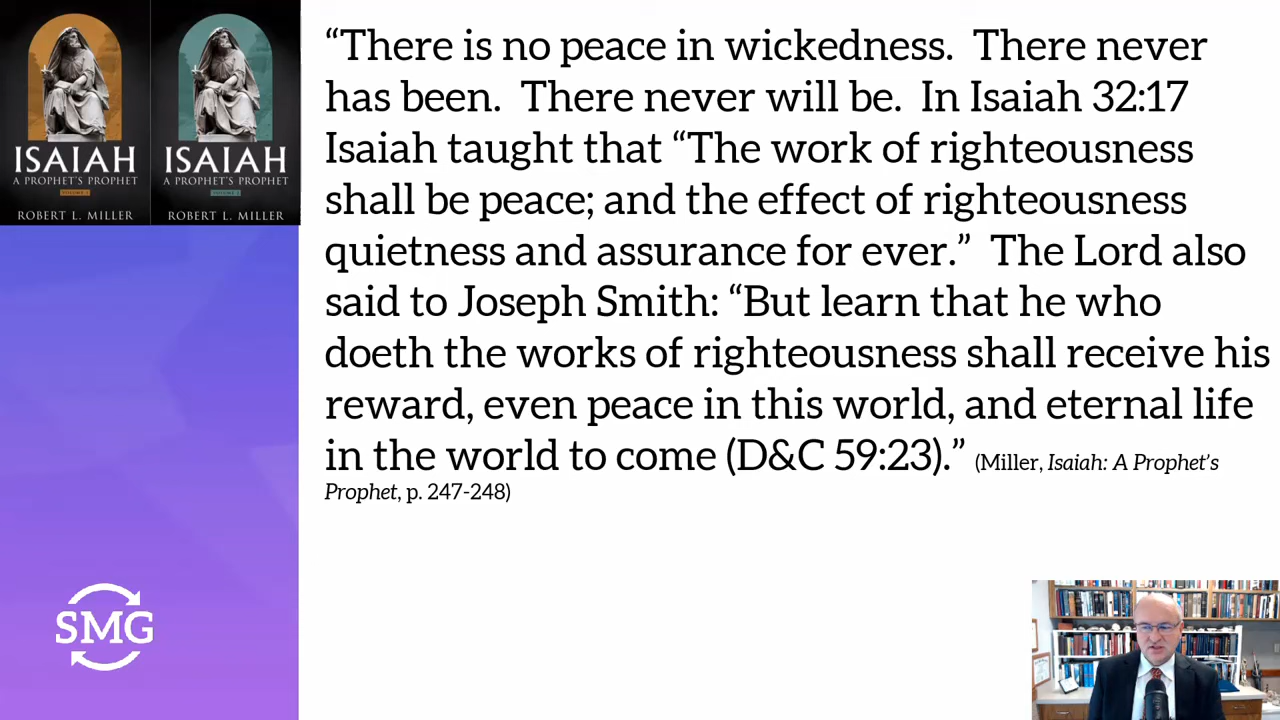 ISAIAH
A PROPHET'S PROPHET
ROBERT L. MILLER
ISAIAH
A PROPHET'S PROPHET
ROBERT L. MILLER
“There is no peace in wickedness.  There never
has been.  There never will be.  In Isaiah 32:17
Isaiah taught that “The work of righteousness
shall be peace; and the effect of righteousness
quietness and assurance for ever.”  The Lord also
said to Joseph Smith: “But learn that he who
doeth the works of righteousness shall receive his
reward, even peace in this world, and eternal life
in the world to come (D&C 59:23).” (Miller, Isaiah: A Prophet’s
Prophet, p. 247-248)
SMG